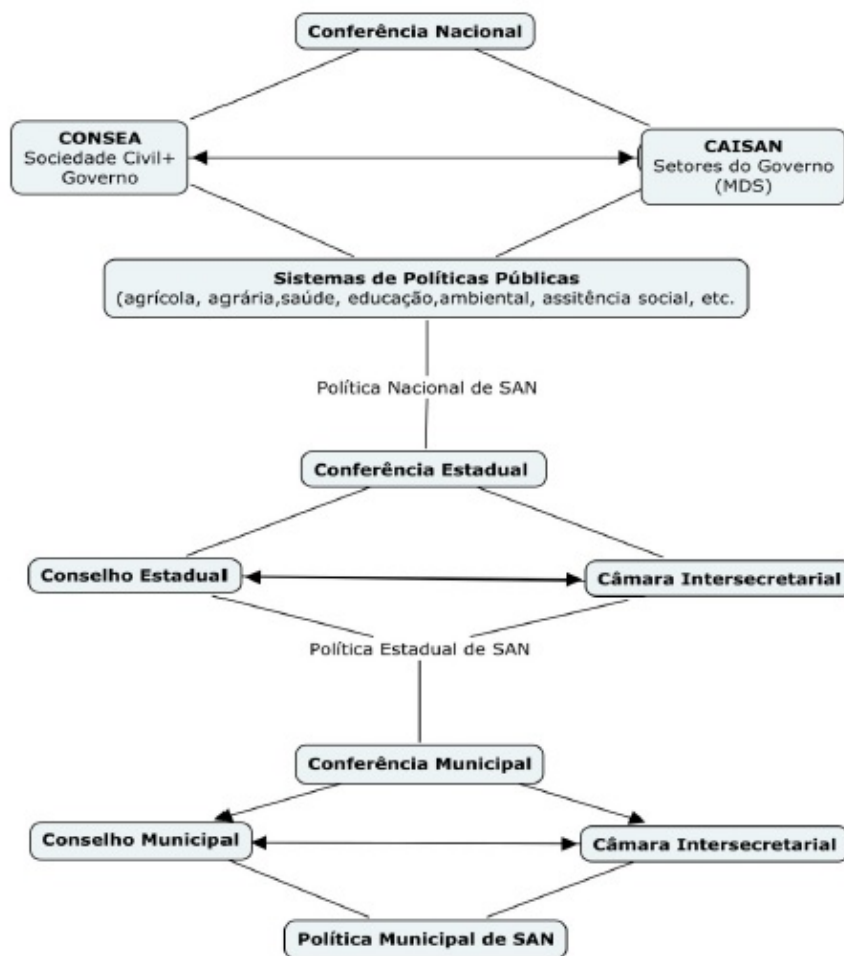 Conferência Nacional
CONSEA
Sociedade Civil+
Governo
CAISAN
Setores do Governo
(MDS)
Sistemas de Políticas Públicas
(agrícola, agrária,saúde, educação,ambiental, assitência social, etc.
Política Nacional de SAN
Conferência Estadual
Conselho Estadual
Câmara Intersecretarial
Política Estadual de SAN
Conferência Municipal
Conselho Municipal
Câmara Intersecretarial
Política Municipal de SAN